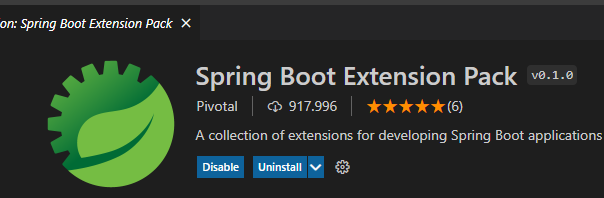 on: Spring Boot Extension Pack
Spring Boot Extension Pack v0.1.0
Pivotal 917.996 (6)
A collection of extensions for developing Spring Boot applications
Disable Uninstall